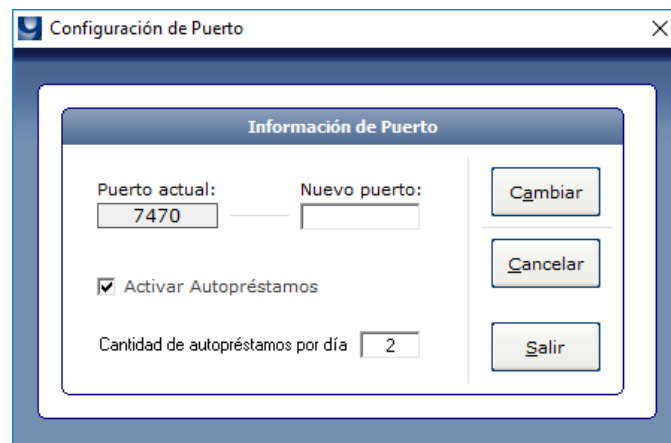 Configuración de Puerto
Información de Puerto
Puerto actual: Nuevo puerto:
7470
Cambiar
Activar Autopréstamos
Cancelar
Cantidad de autopréstamos por día 2
Salir